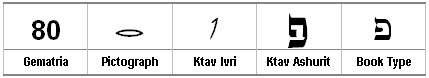 80 𐤐 פ פ
Gematria Pictograph Ktav Ivri Ktav Ashurit Book Type